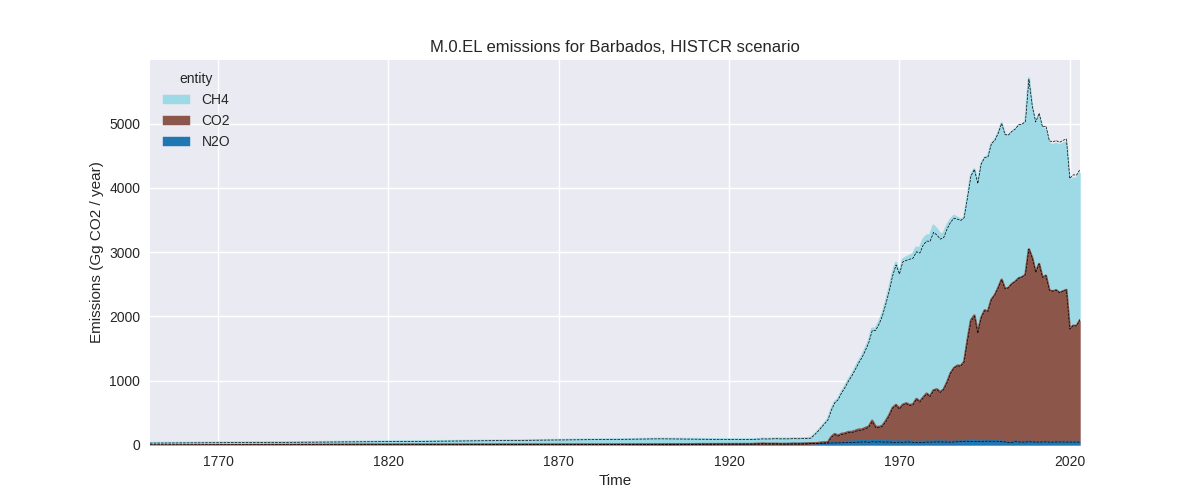 M.0.EL emissions for Barbados, HISTCR scenario
entity
CH4
CO2
N2O
Emissions (Gg CO2 / year)
5000
4000
3000
2000
1000
0
1770
1820
1870
1920
1970
2020
Time